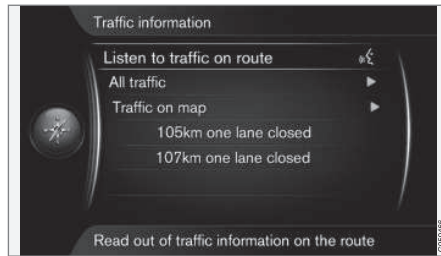 Traffic information
Listen to traffic on route
All traffic
Traffic on map
105km one lane closed
107km one lane closed
Read out of traffic information on the route